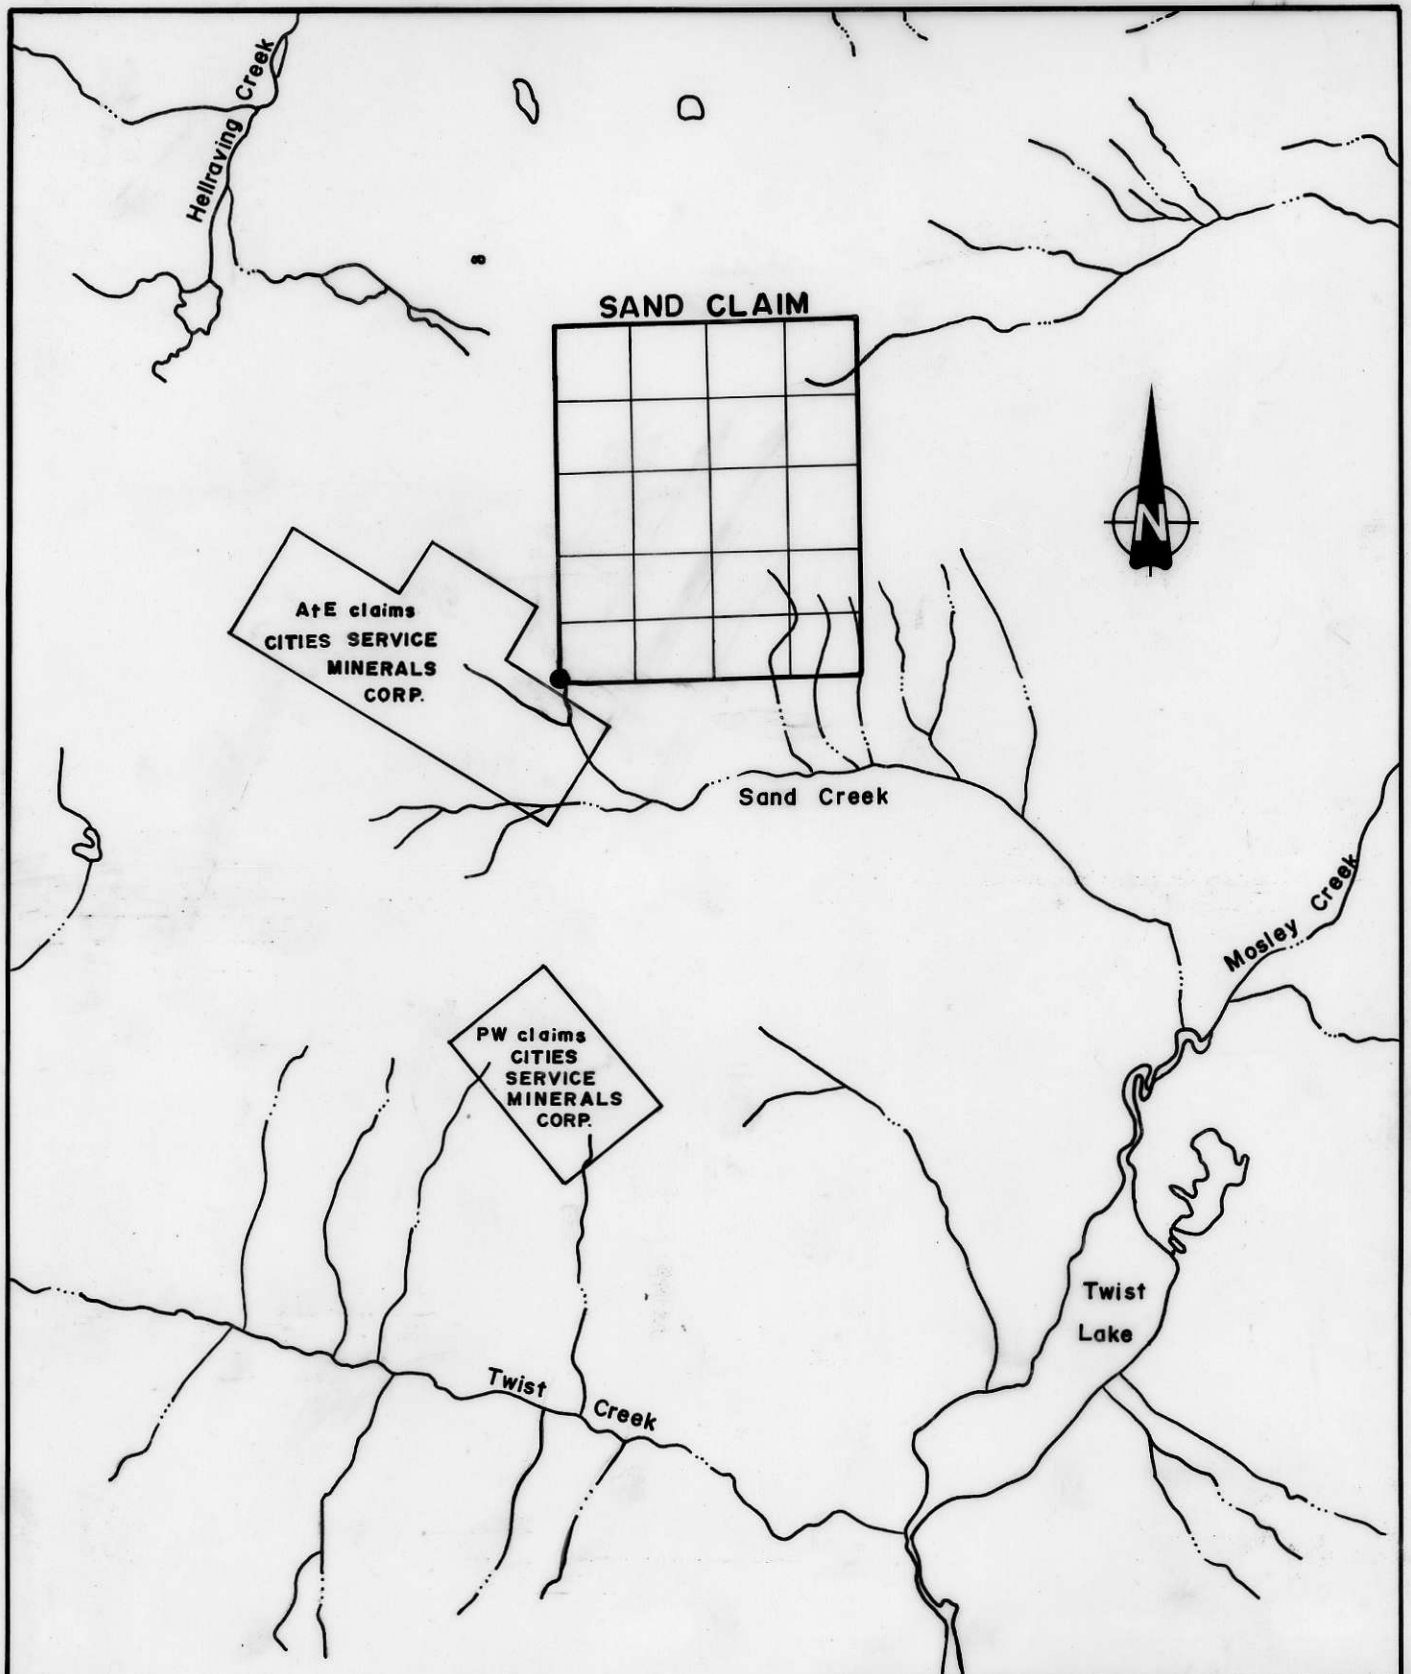 Hellraving Creek
SAND CLAIM
N
AtE claims
CITIES SERVICE
MINERALS
CORP.
Sand Creek
Mosley Creek
PW claims
CITIES
SERVICE
MINERALS
CORP.
Twist
Lake
Twist Creek